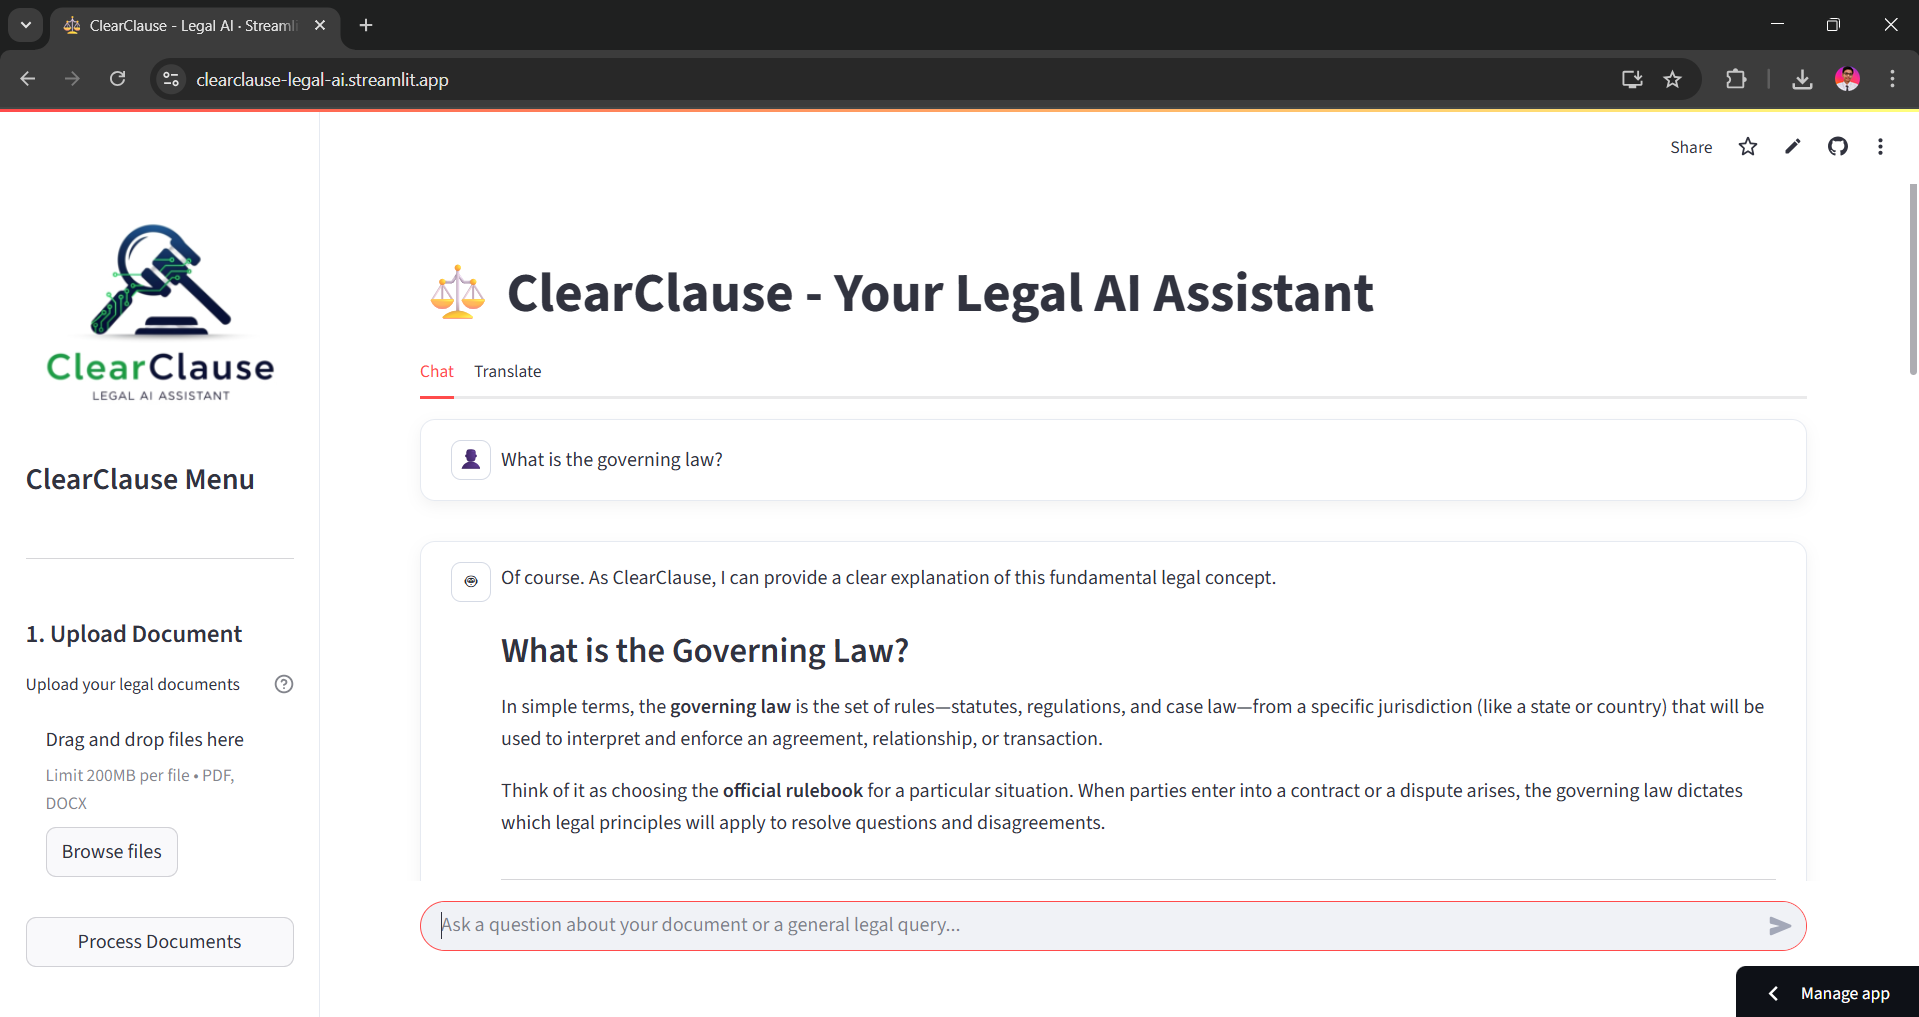 ClearClause - Legal AI · Streamli
clearclause-legal-ai.streamlit.app
Share
ClearClause
LEGAL AI ASSISTANT
ClearClause Menu
1. Upload Document
Upload your legal documents
Drag and drop files here
Limit 200MB per file • PDF,
DOCX
Browse files
Process Documents
ClearClause - Your Legal AI Assistant
Chat Translate
What is the governing law?
Of course. As ClearClause, I can provide a clear explanation of this fundamental legal concept.
What is the Governing Law?
In simple terms, the governing law is the set of rules—statutes, regulations, and case law—from a specific jurisdiction (like a state or country) that will be
used to interpret and enforce an agreement, relationship, or transaction.
Think of it as choosing the official rulebook for a particular situation. When parties enter into a contract or a dispute arises, the governing law dictates
which legal principles will apply to resolve questions and disagreements.
Ask a question about your document or a general legal query...
Manage app